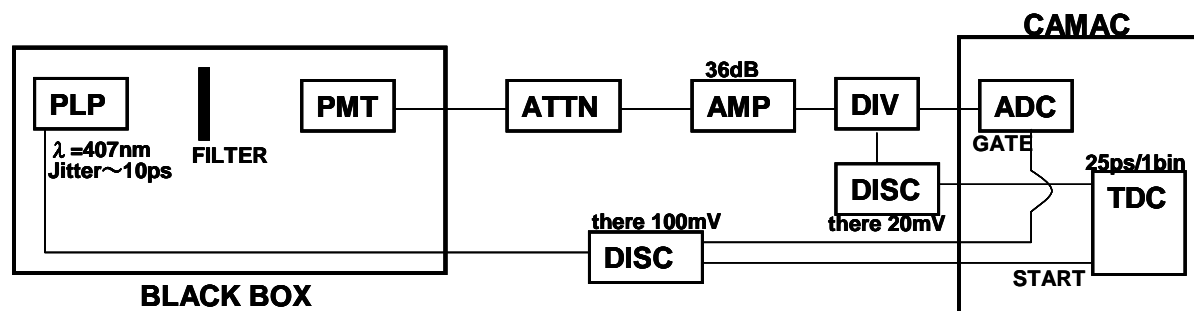 CAMAC
36dB
PLP
PMT
ATTN
AMP
DIV
ADC
λ=407nm
Jitter～10ps
FILTER
GATE
25ps/1bin
DISC
TDC
there 100mV
there 20mV
DISC
START
BLACK BOX